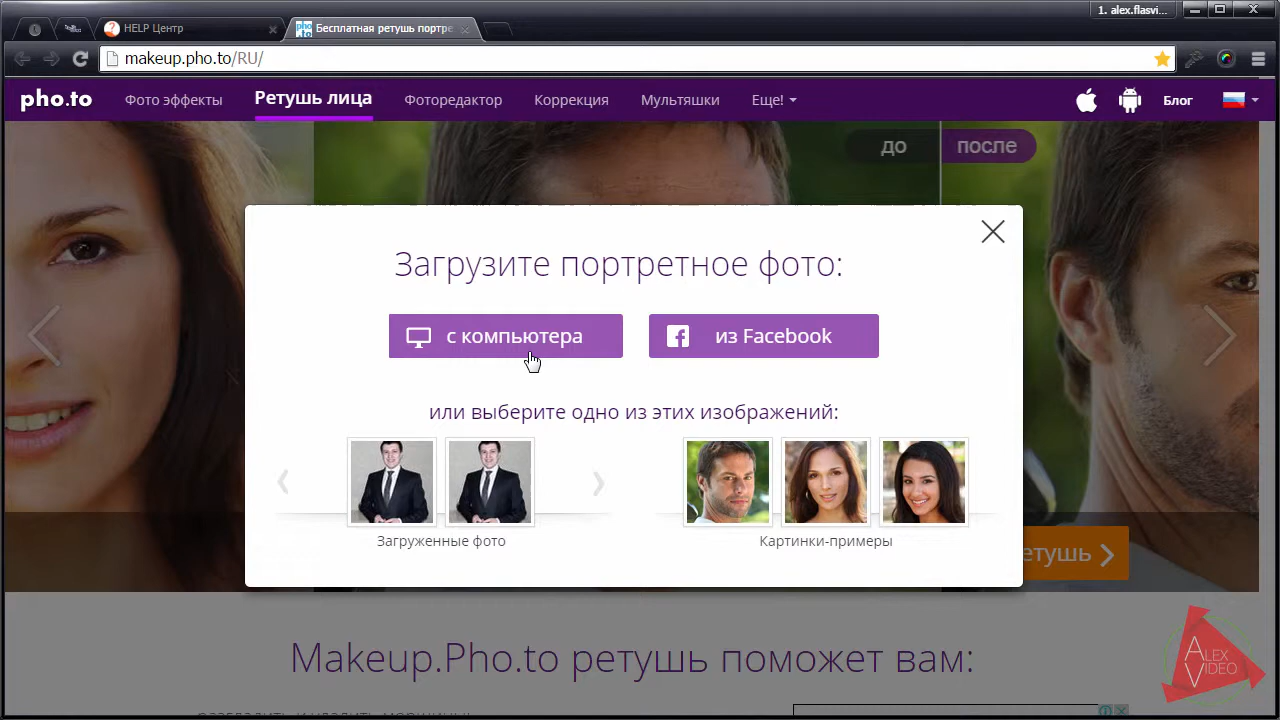 1. alex.flasvi...
HELP Центр
Бесплатная ретушь портре
makeup.pho.to/RU/
pho.to
Фото эффекты
Ретушь лица
Фоторедактор
Коррекция
Мультяшки
Еще!
Блог
до
после
Загрузите портретное фото:
с компьютера
из Facebook
или выберите одно из этих изображений:
Загруженные фото
Картинки-примеры
етушь
Makeup.Pho.to ретушь поможет вам:
ALEX
VIDEO